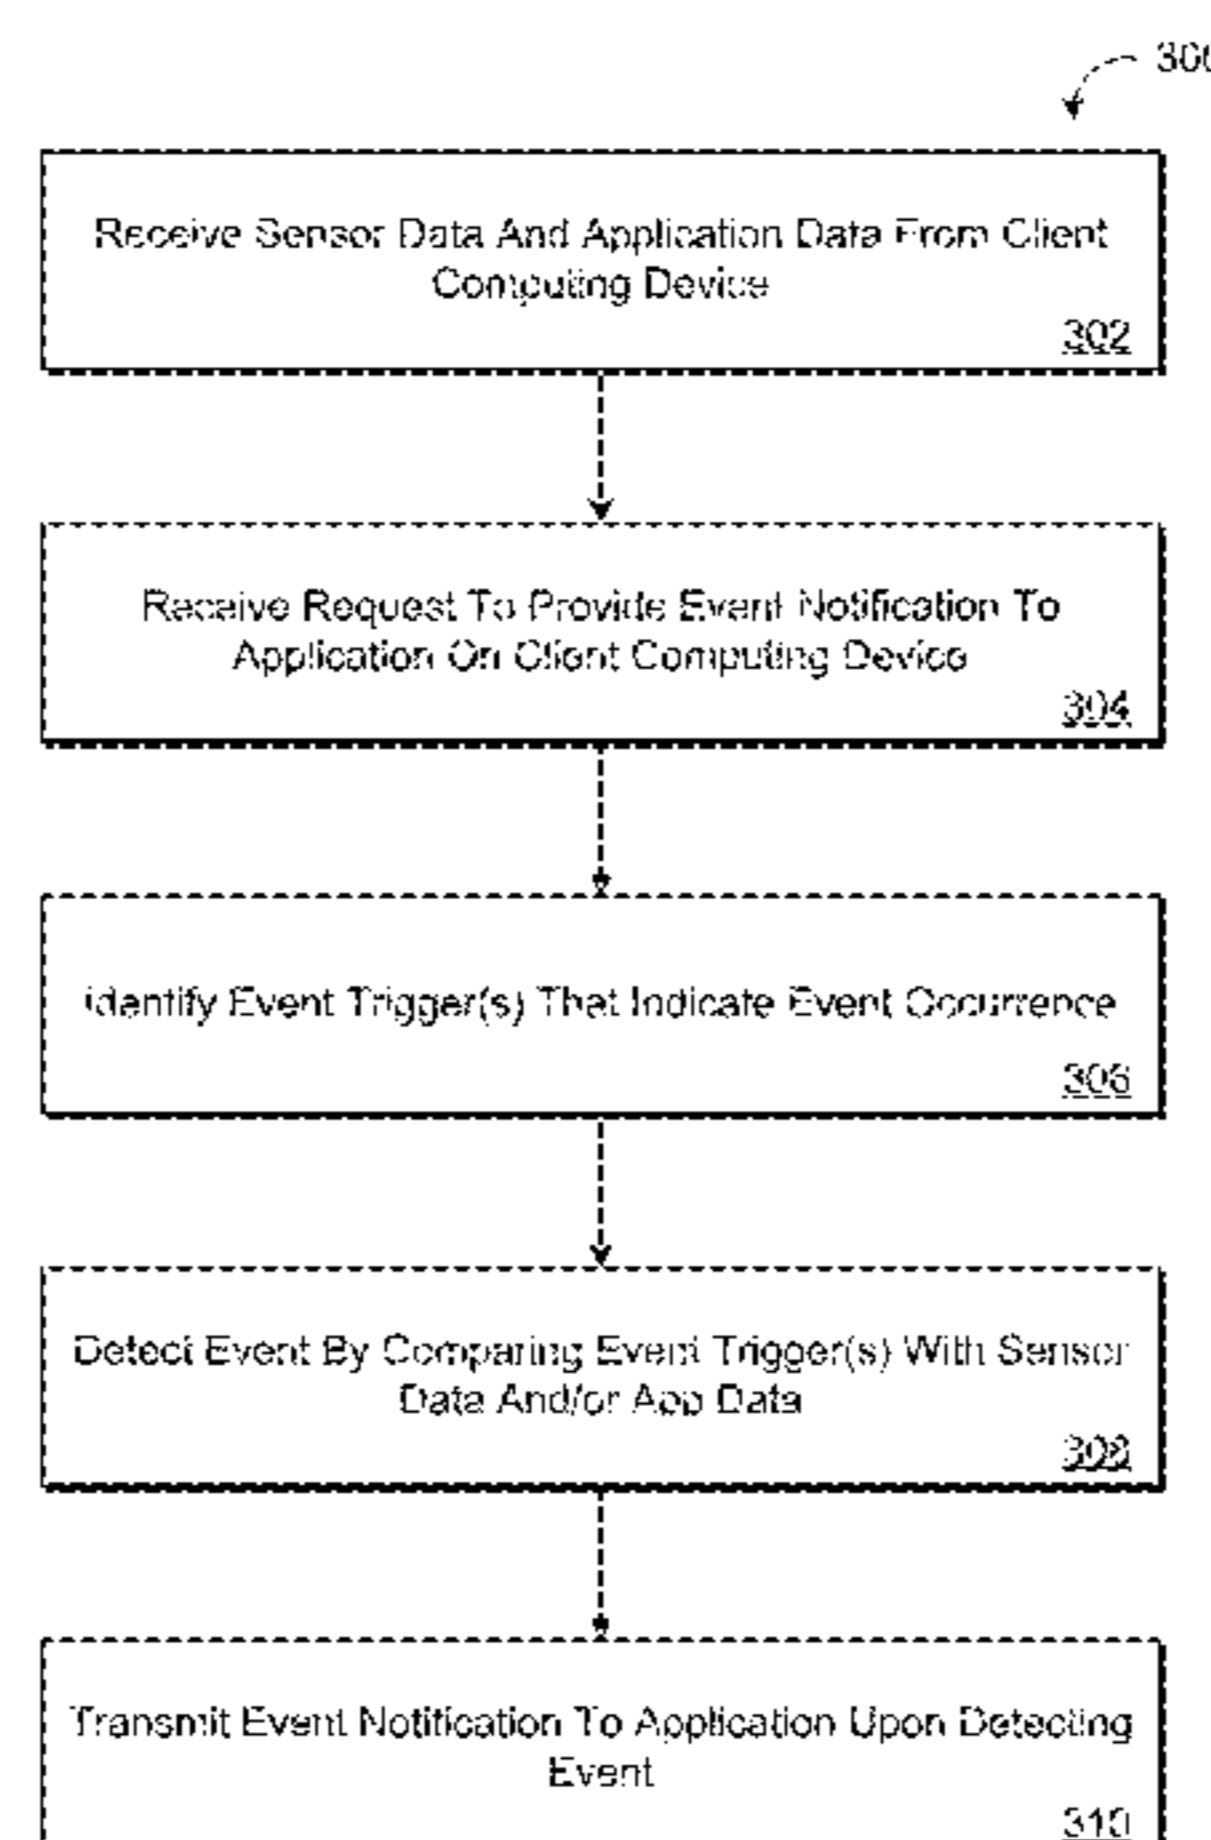 300
Receive Sensor Data And Application Data From Client
Computing Device
302
Receive Request To Provide Event Notification To
Application On Client Computing Device
304
Identify Event Trigger(s) That Indicate Event Occurrence
306
Detect Event By Comparing Event Trigger(s) With Sensor
Data And/or App Data
308
Transmit Event Notification To Application Upon Detecting
Event
310